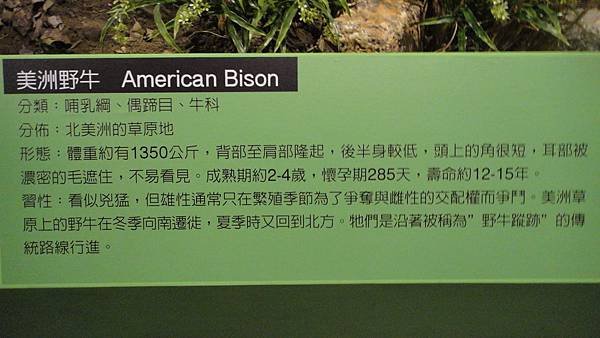 美洲野牛 American Bison
分類：哺乳綱、偶蹄目、牛科
分佈：北美洲的草原地
形態：體重約有1350公斤，背部至肩部隆起，後半身較低，頭上的角很短，耳部被
濃密的毛遮住，不易看見。成熟期約2-4歲，懷孕期285天，壽命約12-15年。
習性：看似兇猛，但雄性通常只在繁殖季節為了爭奪與雌性的交配權而爭鬥。美洲草
原上的野牛在冬季向南遷徙，夏季時又回到北方。牠們是沿著被稱為”野牛蹤跡”的傳
統路線行進。